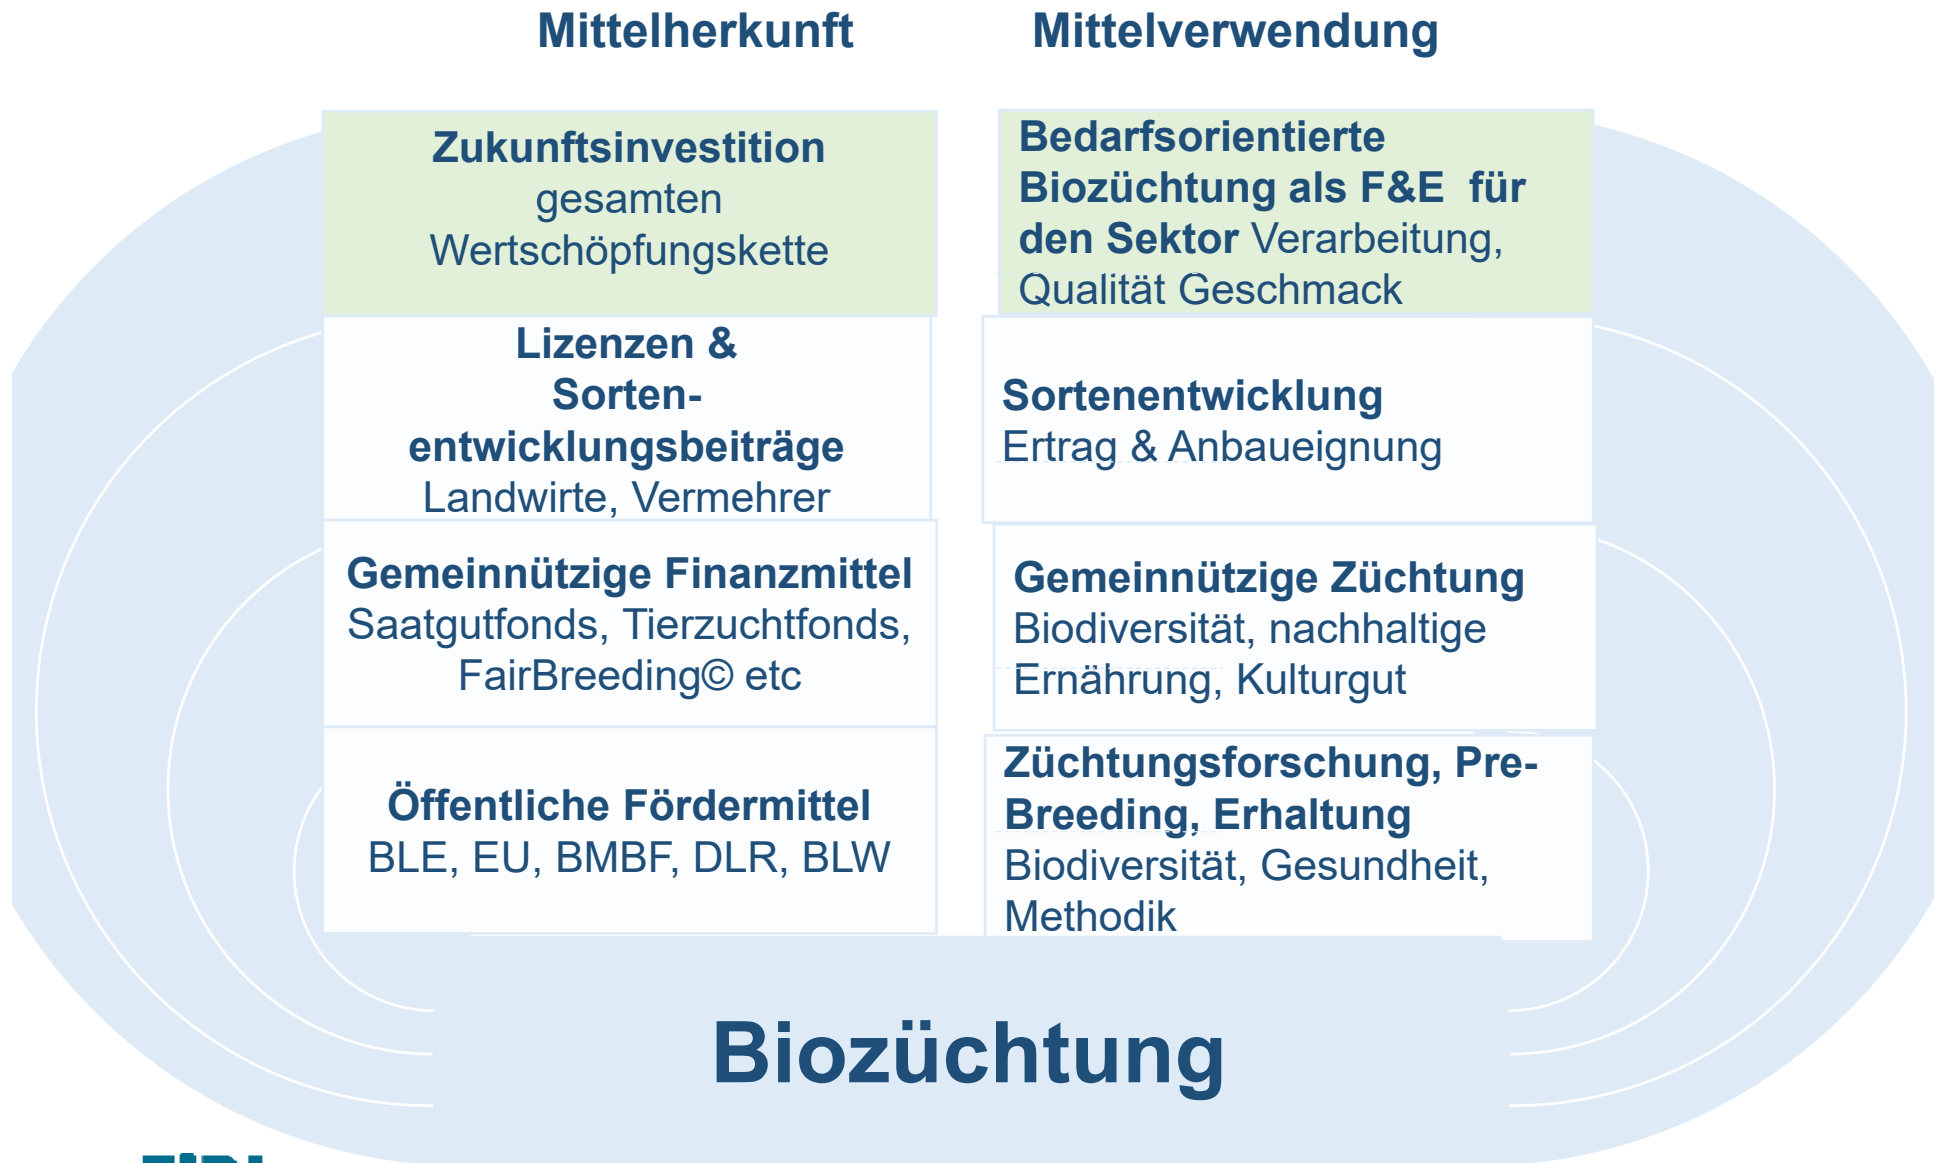 Mittelherkunft
Mittelverwendung
Zukunftsinvestition
gesamten
Wertschöpfungskette
Bedarfsorientierte
Biozüchtung als F&E für
den Sektor Verarbeitung,
Qualität Geschmack
Lizenzen &
Sorten-
entwicklungsbeiträge
Landwirte, Vermehrer
Sortenentwicklung
Ertrag & Anbaueignung
Gemeinnützige Finanzmittel
Saatgutfonds, Tierzuchtfonds,
FairBreeding© etc
Gemeinnützige Züchtung
Biodiversität, nachhaltige
Ernährung, Kulturgut
Öffentliche Fördermittel
BLE, EU, BMBF, DLR, BLW
Züchtungsforschung, Pre-
Breeding, Erhaltung
Biodiversität, Gesundheit,
Methodik
Biozüchtung